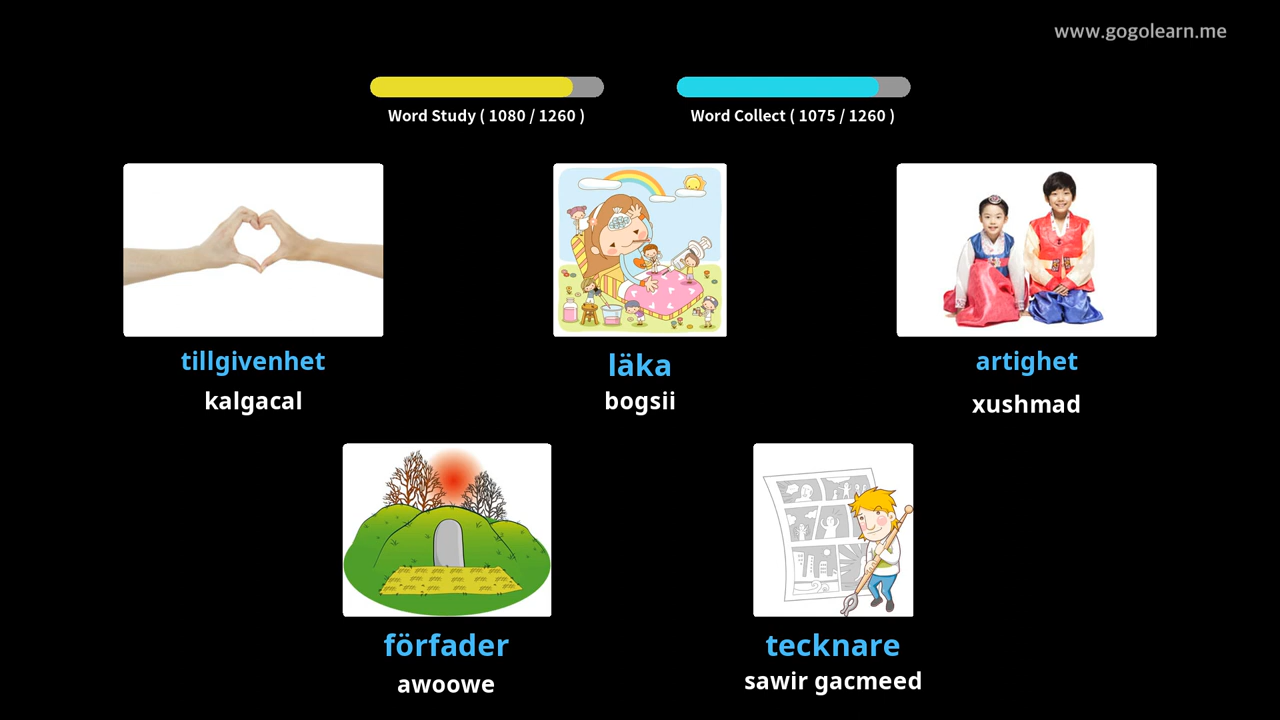 www.gogolearn.me
Word Study ( 1080 / 1260 )
Word Collect ( 1075 / 1260 )
tillgivenhet
kalgacal
läka
bogsii
artighet
xushmad
förfader
awoowe
tecknare
sawir gacmeed